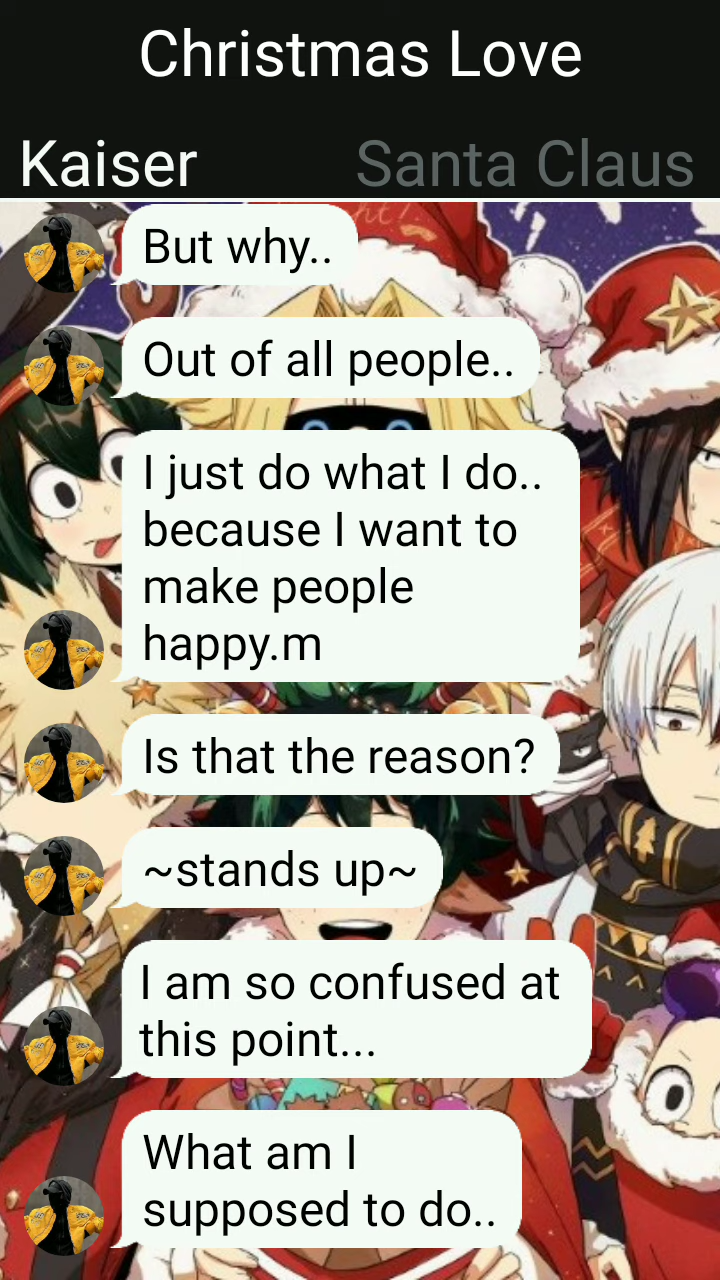 Christmas Love
Kaiser
Santa Claus
But why..
Out of all people..
I just do what I do..
because I want to
make people
happy.m
Is that the reason?
~stands up~
I am so confused at
this point...
What am I
supposed to do..